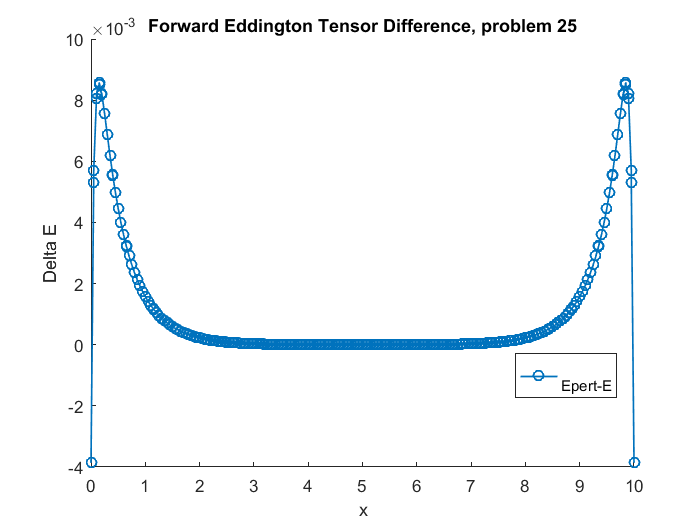 ×10⁻³ Forward Eddington Tensor Difference, problem 25
10
8
6
4
2
0
-2
-4
Delta E
Epert-E
0 1 2 3 4 5 6 7 8 9 10
x